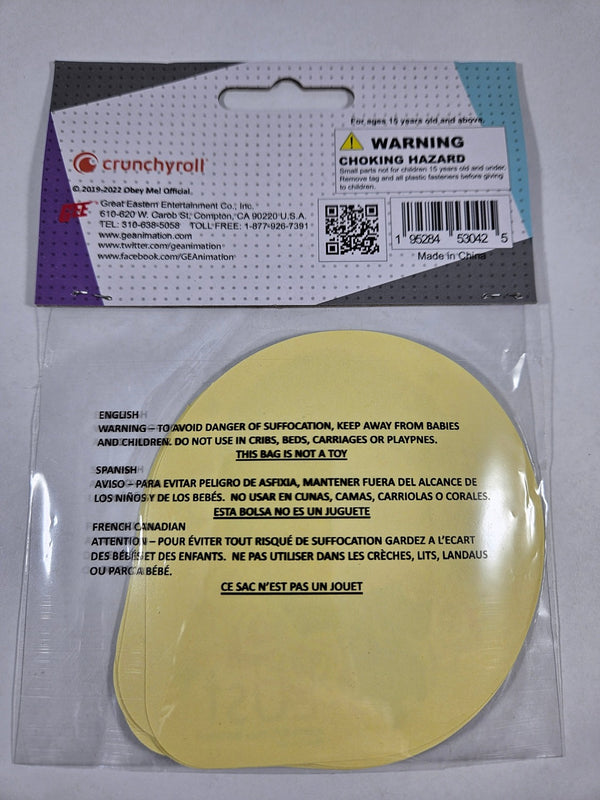 For ages 15 years old and above.
WARNING
CHOKING HAZARD
Small parts not for children 15 years old and under.
Remove tag and all plastic fasteners before giving
to children.
crunchyroll
© 2019-2022 Obey Me! Official.
GEE
Great Eastern Entertainment Co., Inc.
610-620 W. Carob St, Compton, CA 90220 U.S.A.
TEL: 310-638-5058 TOLL FREE: 1-877-926-7391
www.geanimation.com
www.twitter.com/geanimation
www.facebook.com/GEAnimation
1 95284 53042 5
Made in China
ENGLISH
WARNING – TO AVOID DANGER OF SUFFOCATION, KEEP AWAY FROM BABIES
AND CHILDREN. DO NOT USE IN CRIBS, BEDS, CARRIAGES OR PLAYPNES.
THIS BAG IS NOT A TOY
SPANISH
AVISO – PARA EVITAR PELIGRO DE ASFIXIA, MANTENER FUERA DEL ALCANCE DE
LOS NIÑOS Y DE LOS BEBÉS. NO USAR EN CUNAS, CAMAS, CARRIOLAS O CORALES.
ESTA BOLSA NO ES UN JUGUETE
FRENCH CANADIAN
ATTENTION – POUR ÉVITER TOUT RISQUÉ DE SUFFOCATION GARDEZ A L'ECART
DES BÉBÉS ET DES ENFANTS. NE PAS UTILISER DANS LES CRÈCHES, LITS, LANDAUS
OU PARC A BÉBÉ.
CE SAC N'EST PAS UN JOUET